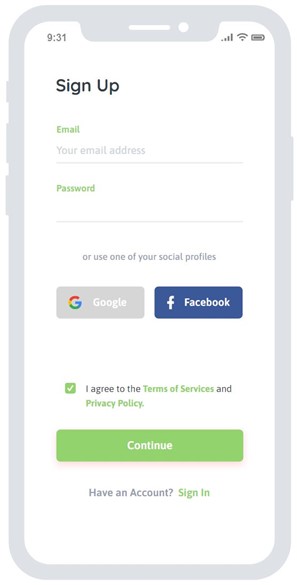 9:31
Sign Up
Email
Your email address
Password
or use one of your social profiles
Google
Facebook
I agree to the Terms of Services and
Privacy Policy.
Continue
Have an Account? Sign In